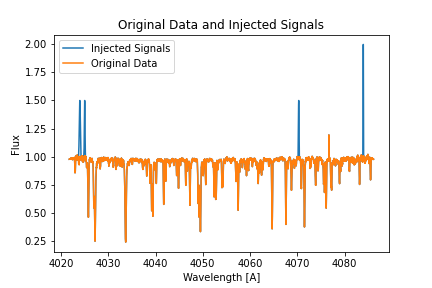 Original Data and Injected Signals
Injected Signals
Original Data
Flux
2.00
1.75
1.50
1.25
1.00
0.75
0.50
0.25
4020 4030 4040 4050 4060 4070 4080
Wavelength [A]